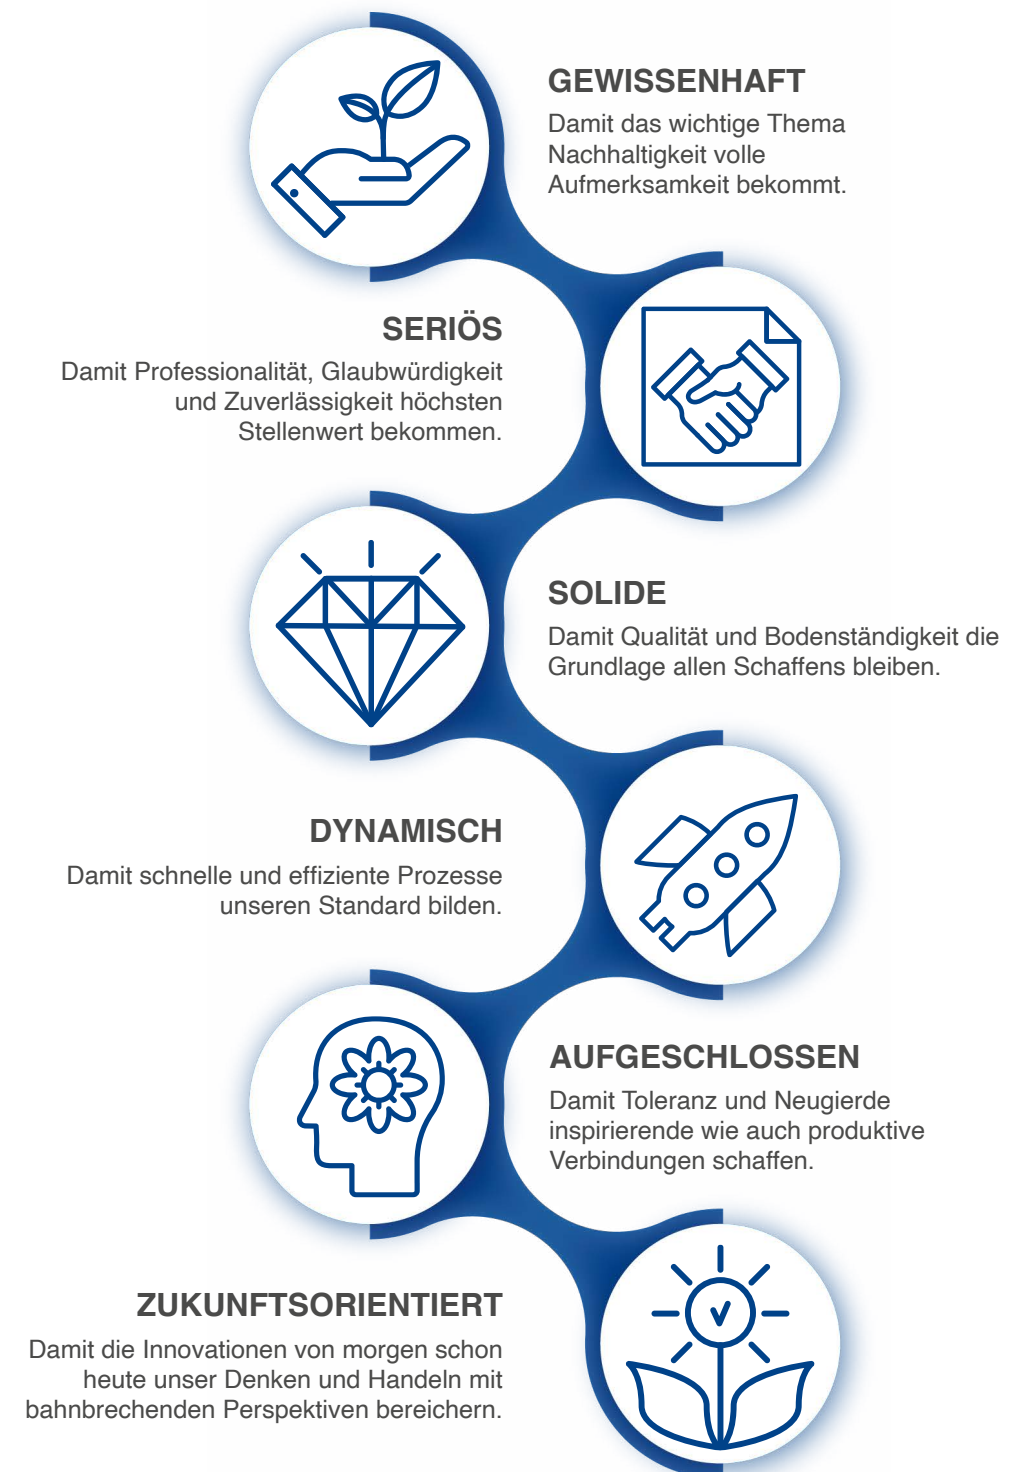 GEWISSENHAFT
Damit das wichtige Thema
Nachhaltigkeit volle
Aufmerksamkeit bekommt.
SERIÖS
Damit Professionalität, Glaubwürdigkeit
und Zuverlässigkeit höchsten
Stellenwert bekommen.
SOLIDE
Damit Qualität und Bodenständigkeit die
Grundlage allen Schaffens bleiben.
DYNAMISCH
Damit schnelle und effiziente Prozesse
unseren Standard bilden.
AUFGESCHLOSSEN
Damit Toleranz und Neugierde
inspirierende wie auch produktive
Verbindungen schaffen.
ZUKUNFTSORIENTIERT
Damit die Innovationen von morgen schon
heute unser Denken und Handeln mit
bahnbrechenden Perspektiven bereichern.